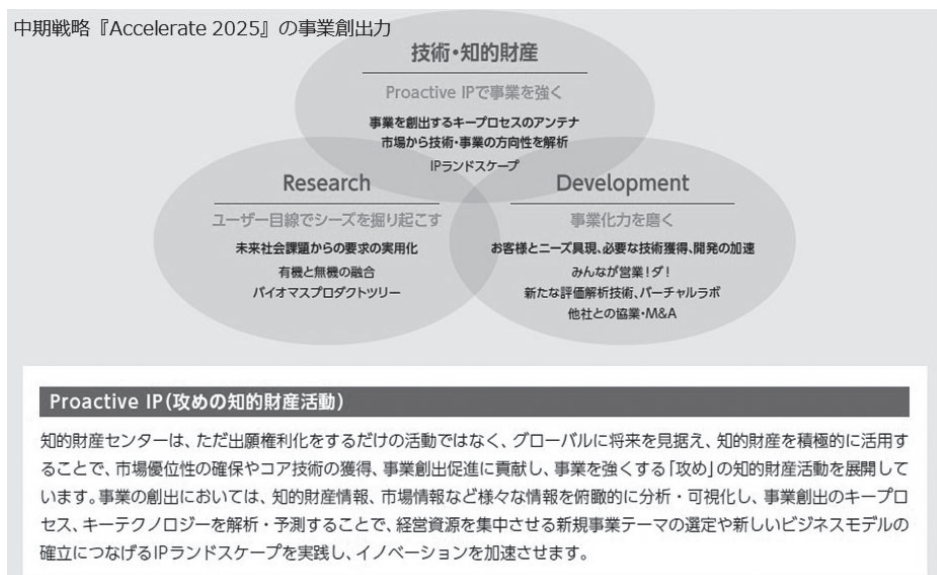 中期戦略『Accelerate 2025』の事業創出力
技術・知的財産
Proactive IPで事業を強く
事業を創出するキープロセスのアンテナ
市場から技術・事業の方向性を解析
IPランドスケープ
Research
ユーザー目線でシーズを掘り起こす
未来社会課題からの要求の実用化
有機と無機の融合
バイオマスプロダクトツリー
Development
事業化力を磨く
お客様とニーズ具現、必要な技術獲得、開発の加速
みんなが営業！ダ！
新たな評価解析技術、バーチャルラボ
他社との協業・M&A
Proactive IP(攻めの知的財産活動)
知的財産センターは、ただ出願権利化をするだけの活動ではなく、グローバルに将来を見据え、知的財産を積極的に活用す
ることで、市場優位性の確保やコア技術の獲得、事業創出促進に貢献し、事業を強くする「攻め」の知的財産活動を展開して
います。事業の創出においては、知的財産情報、市場情報など様々な情報を俯瞰的に分析・可視化し、事業創出のキープロ
セス、キーテクノロジーを解析・予測することで、経営資源を集中させる新規事業テーマの選定や新しいビジネスモデルの
確立につなげるIPランドスケープを実践し、イノベーションを加速させます。